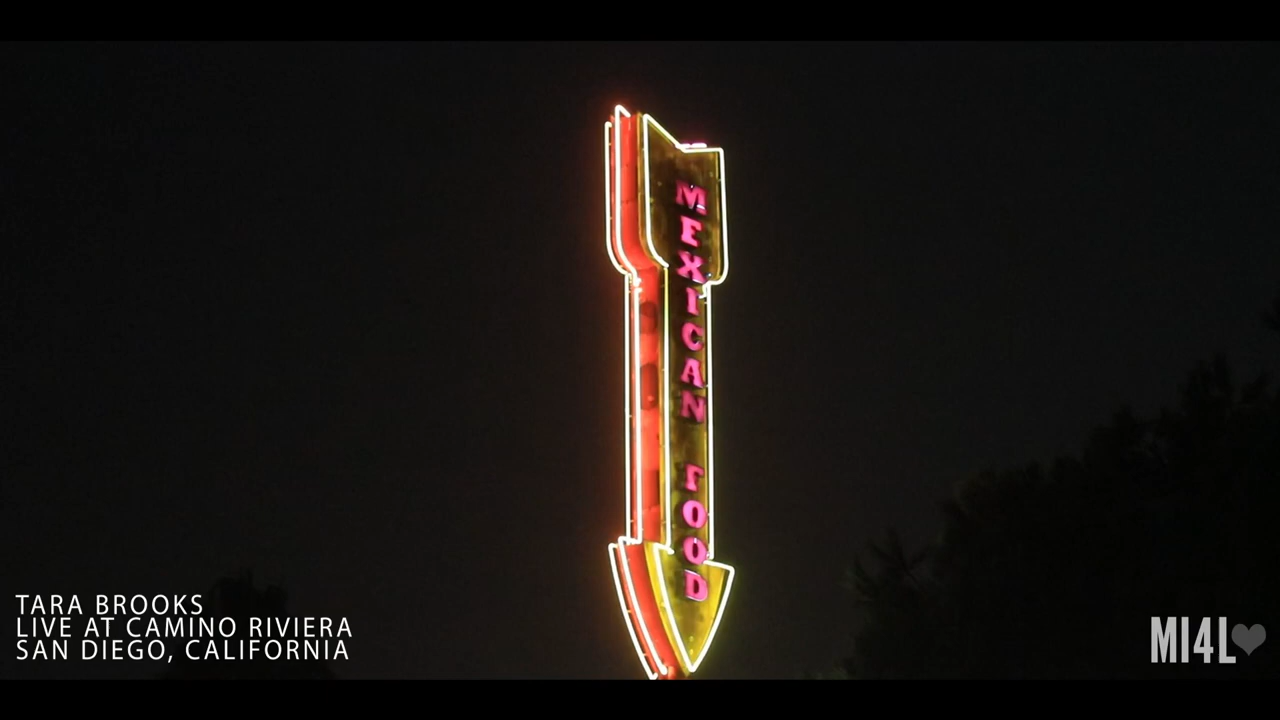 MEXICAN FOOD
TARA BROOKS
LIVE AT CAMINO RIVIERA
SAN DIEGO, CALIFORNIA
MI4L